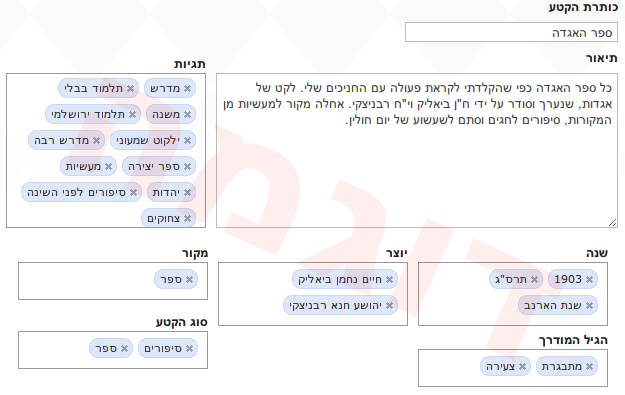 כותרת הקטע
ספר האגדה
תיאור
כל ספר האגדה כפי שהקלדתי לקראת פעולה עם החניכים שלי. לקט של
אגדות, שנערך וסודר על ידי ח"ן ביאליק וי"ח רבניצקי. אחלה מקור למעשיות מן
המקורות, סיפורים לחגים וסתם לשעשוע של יום חולין.
תגיות
מדרש תלמוד בבלי
משנה תלמוד ירושלמי
ילקוט שמעוני מדרש רבה
ספר יצירה מעשיות
יהדות סיפורים לפני השינה
צחוקים
שנה
1903 תרס"ג
שנת הארנב
יוצר
חיים נחמן ביאליק
יהושע חנא רבניצקי
מקור
ספר
הגיל המודרך
מתבגרת צעירה
סוג הקטע
סיפורים ספר
דוגמה